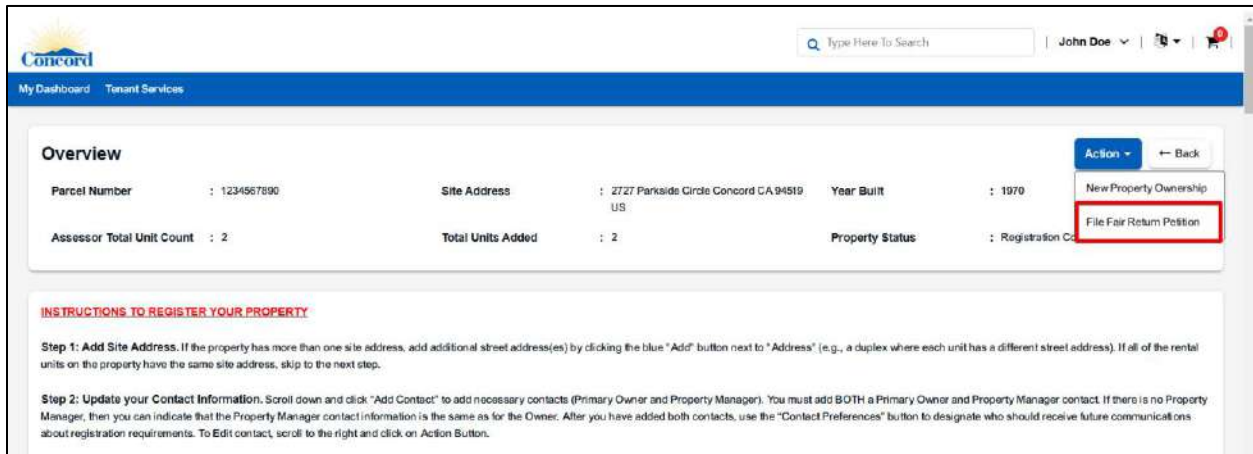 Concord
Type Here To Search
John Doe
0
My Dashboard Tenant Services
Overview
Action
← Back
Parcel Number : 1234567890 Site Address : 2727 Parkside Circle Concord CA 94519 Year Built : 1970
US
New Property Ownership
File Fair Return Petition
Assessor Total Unit Count : 2 Total Units Added : 2 Property Status : Registration Co
INSTRUCTIONS TO REGISTER YOUR PROPERTY
Step 1: Add Site Address. If the property has more than one site address, add additional street address(es) by clicking the blue "Add" button next to "Address" (e.g., a duplex where each unit has a different street address). If all of the rental
units on the property have the same site address, skip to the next step.
Step 2: Update your Contact Information. Scroll down and click "Add Contact" to add necessary contacts (Primary Owner and Property Manager). You must add BOTH a Primary Owner and Property Manager contact. If there is no Property
Manager, then you can indicate that the Property Manager contact information is the same as for the Owner. After you have added both contacts, use the "Contact Preferences" button to designate who should receive future communications
about registration requirements. To Edit contact, scroll to the right and click on Action Button.